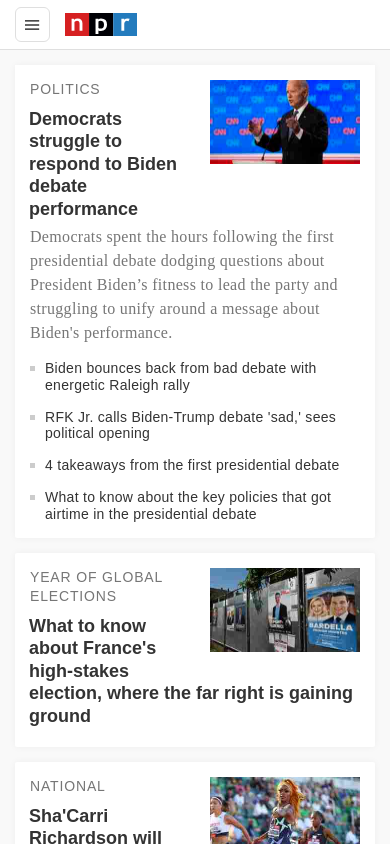 npr
POLITICS
Democrats
struggle to
respond to Biden
debate
performance
Democrats spent the hours following the first
presidential debate dodging questions about
President Biden’s fitness to lead the party and
struggling to unify around a message about
Biden's performance.
Biden bounces back from bad debate with
energetic Raleigh rally
RFK Jr. calls Biden-Trump debate 'sad,' sees
political opening
4 takeaways from the first presidential debate
What to know about the key policies that got
airtime in the presidential debate
YEAR OF GLOBAL
ELECTIONS
What to know
about France's
high-stakes
election, where the far right is gaining
ground
7
BARDELLA
NATIONAL
Sha'Carri
Richardson will